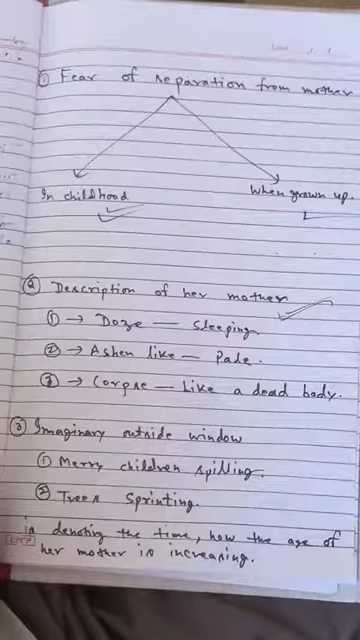 ① Fear of separation from mother
In childhood
When grown up.
② Description of her mother
① → Doze — Sleeping
② → Ashen like — Pale.
③ → Corpse — Like a dead body.
③ Imaginary outside window
① Merry children spilling.
② Trees Sprinting.
is denoting the time, how the age of
her mother is increasing.